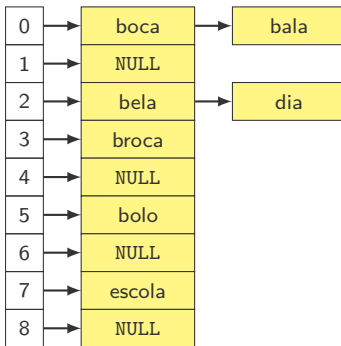 0 boca bala
1 NULL
2 bela dia
3 broca
4 NULL
5 bolo
6 NULL
7 escola
8 NULL